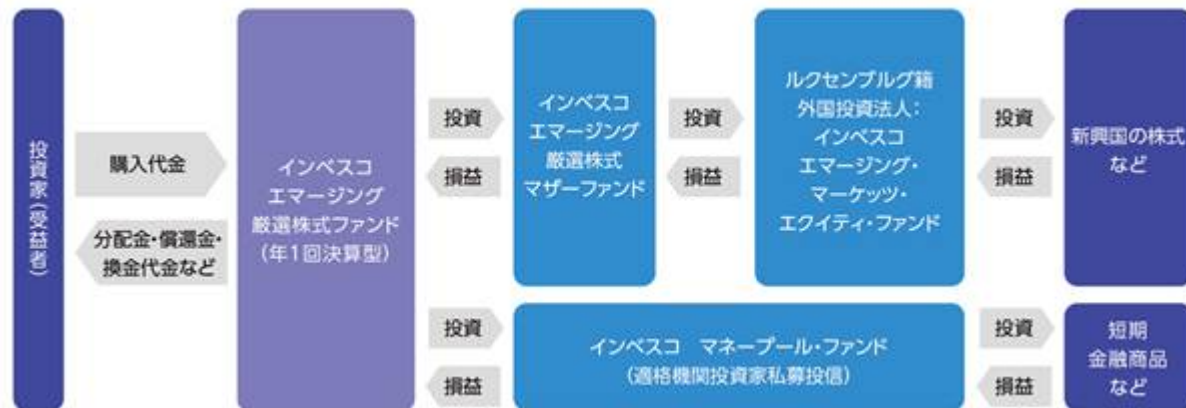 投資家(受益者)
購入代金
分配金・償還金・
換金代金など
インベスコ
エマージング
厳選株式ファンド
(年1回決算型)
投資
損益
インベスコ
エマージング
厳選株式
マザーファンド
投資
損益
ルクセンブルグ籍
外国投資法人:
インベスコ
エマージング・
マーケッツ・
エクイティ・ファンド
投資
損益
新興国の株式
など
投資
損益
インベスコ マネープール・ファンド
(適格機関投資家私募投信)
投資
損益
短期
金融商品
など